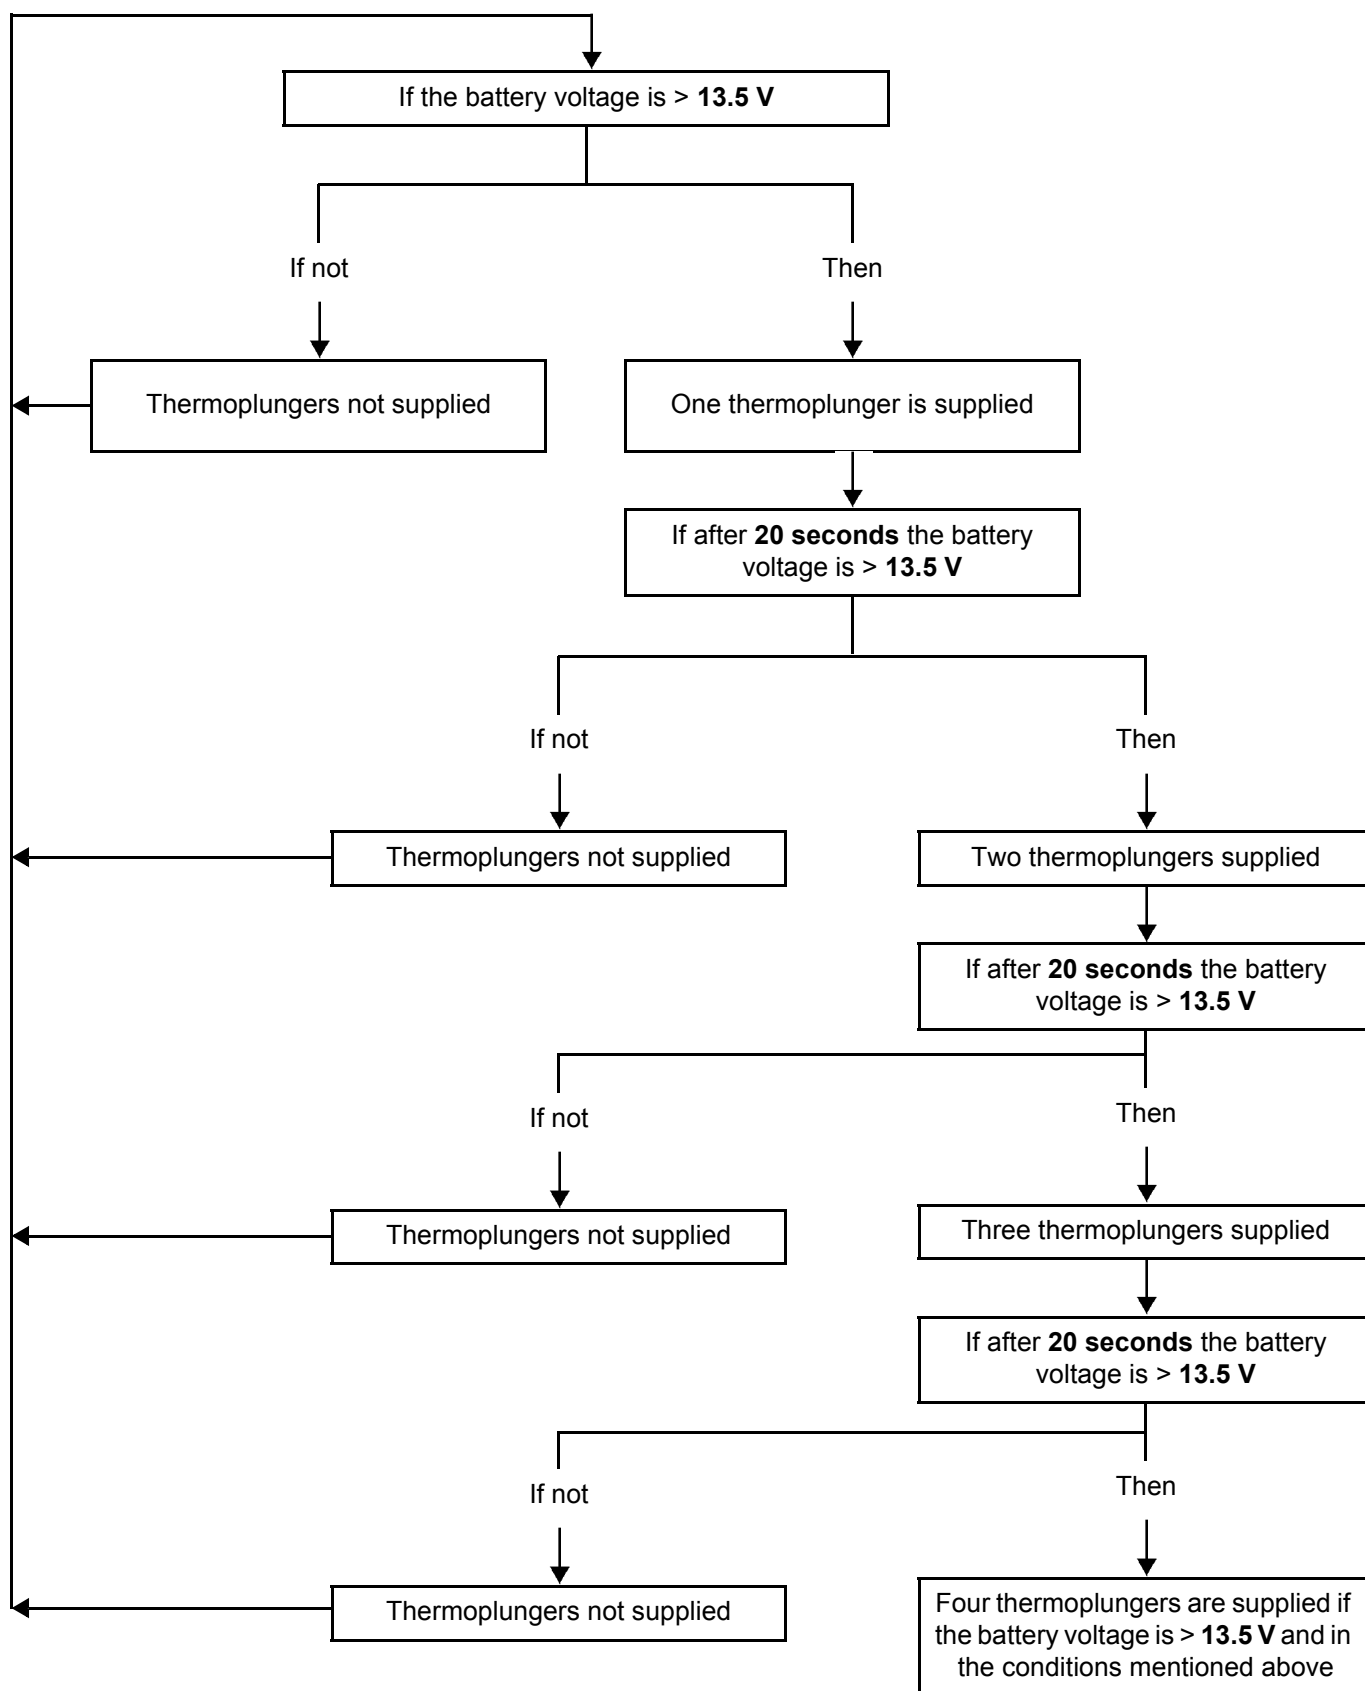 If the battery voltage is > 13.5 V
If not
Then
Thermoplungers not supplied
One thermoplunger is supplied
If after 20 seconds the battery
voltage is > 13.5 V
If not
Then
Thermoplungers not supplied
Two thermoplungers supplied
If after 20 seconds the battery
voltage is > 13.5 V
If not
Then
Thermoplungers not supplied
Three thermoplungers supplied
If after 20 seconds the battery
voltage is > 13.5 V
If not
Then
Thermoplungers not supplied
Four thermoplungers are supplied if
the battery voltage is > 13.5 V and in
the conditions mentioned above